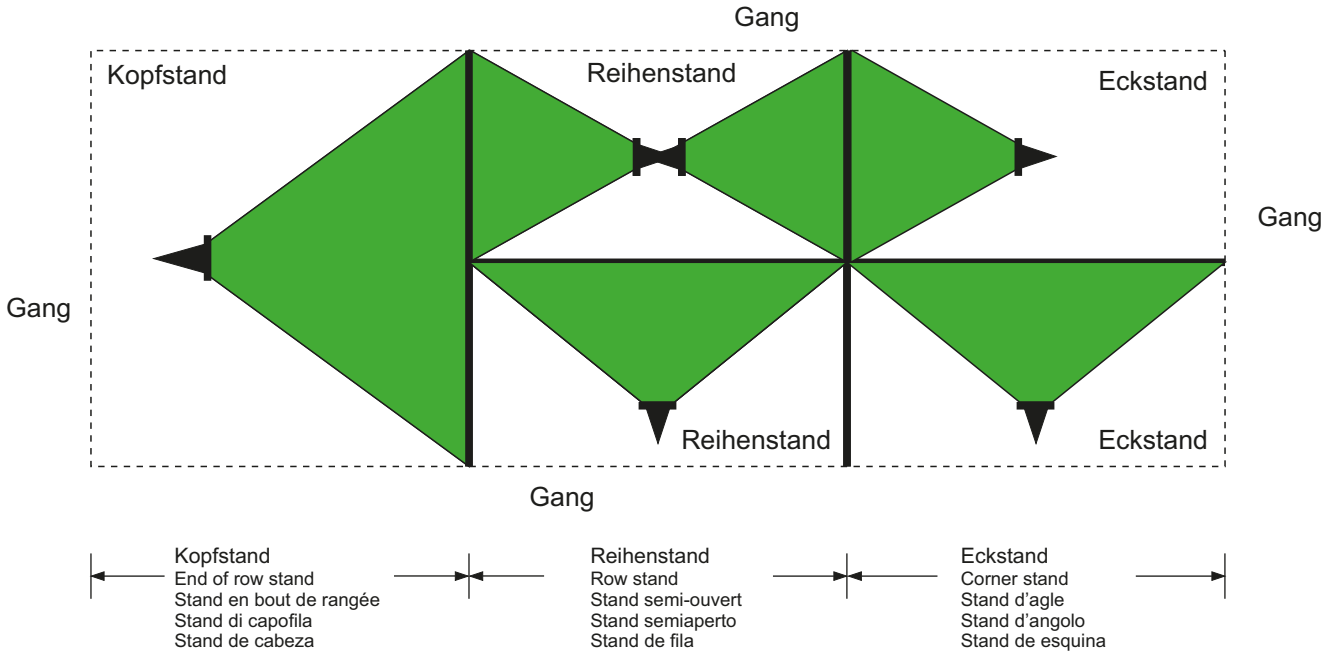 Gang
Kopfstand
Reihenstand
Eckstand
Gang
Gang
Reihenstand
Eckstand
Gang
Kopfstand
End of row stand
Stand en bout de rangée
Stand di capofila
Stand de cabeza
Reihenstand
Row stand
Stand semi-ouvert
Stand semiaperto
Stand de fila
Eckstand
Corner stand
Stand d'agle
Stand d'angolo
Stand de esquina